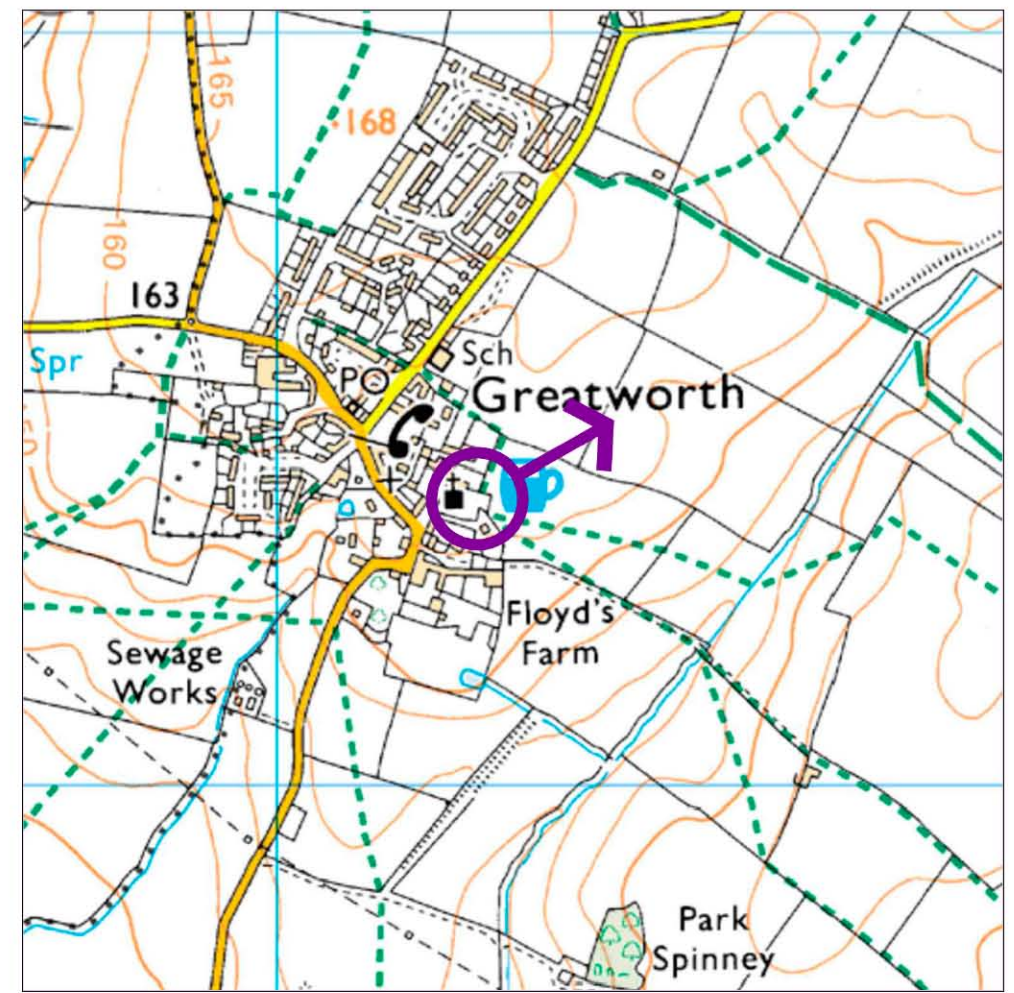 165
168
160
163
Spr
PO
Sch
Greatworth
Floyd's
Farm
Sewage
Works
Park
Spinney